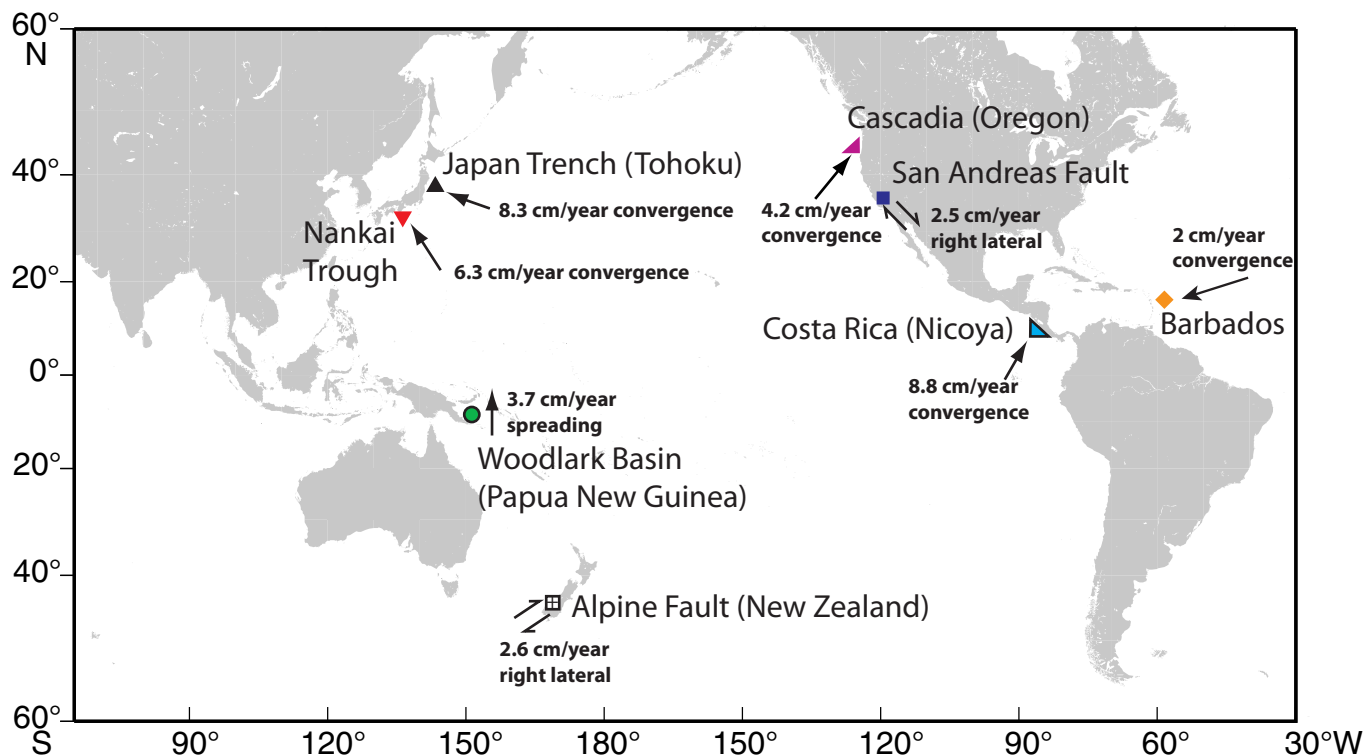 60°
N
40°
20°
0°
20°
40°
60°
S
Cascadia (Oregon)
Japan Trench (Tohoku)
San Andreas Fault
8.3 cm/year convergence
4.2 cm/year
convergence
2.5 cm/year
right lateral
Nankai
Trough
6.3 cm/year convergence
2 cm/year
convergence
Barbados
Costa Rica (Nicoya)
8.8 cm/year
convergence
3.7 cm/year
spreading
Woodlark Basin
(Papua New Guinea)
Alpine Fault (New Zealand)
2.6 cm/year
right lateral
90°
120°
150°
180°
150°
120°
90°
60°
30°W